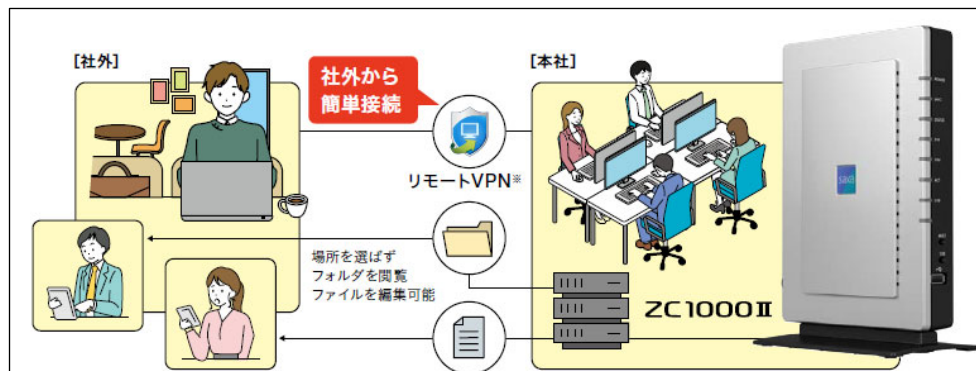 [社外]
社外から
簡単接続
[本社]
リモートVPN※
場所を選ばず
フォルダを閲覧
ファイルを編集可能
ZC1000Ⅱ